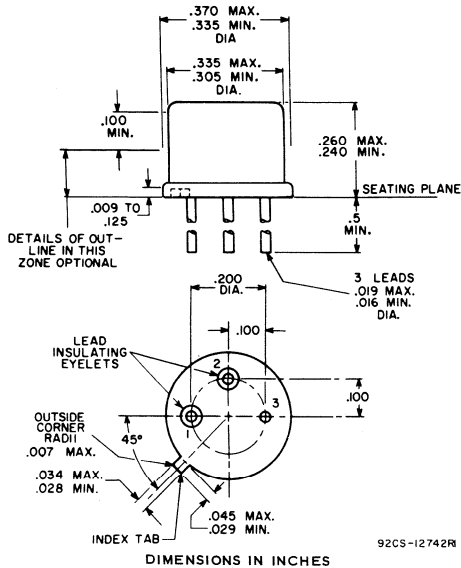 .370 MAX.
.335 MIN.
DIA
.335 MAX.
.305 MIN.
DIA.
.100
MIN.
.260 MAX.
.240 MIN.
SEATING PLANE
.009 TO
.125
.5
MIN.
DETAILS OF OUT-
LINE IN THIS
ZONE OPTIONAL
.200
DIA.
3 LEADS
.019 MAX.
.016 MIN.
DIA.
.100
LEAD
INSULATING
EYELETS
2
3
1
.100
OUTSIDE
CORNER
RADII
.007 MAX.
45°
.034 MAX.
.028 MIN.
.045 MAX.
.029 MIN.
INDEX TAB
92CS-12742R1
DIMENSIONS IN INCHES